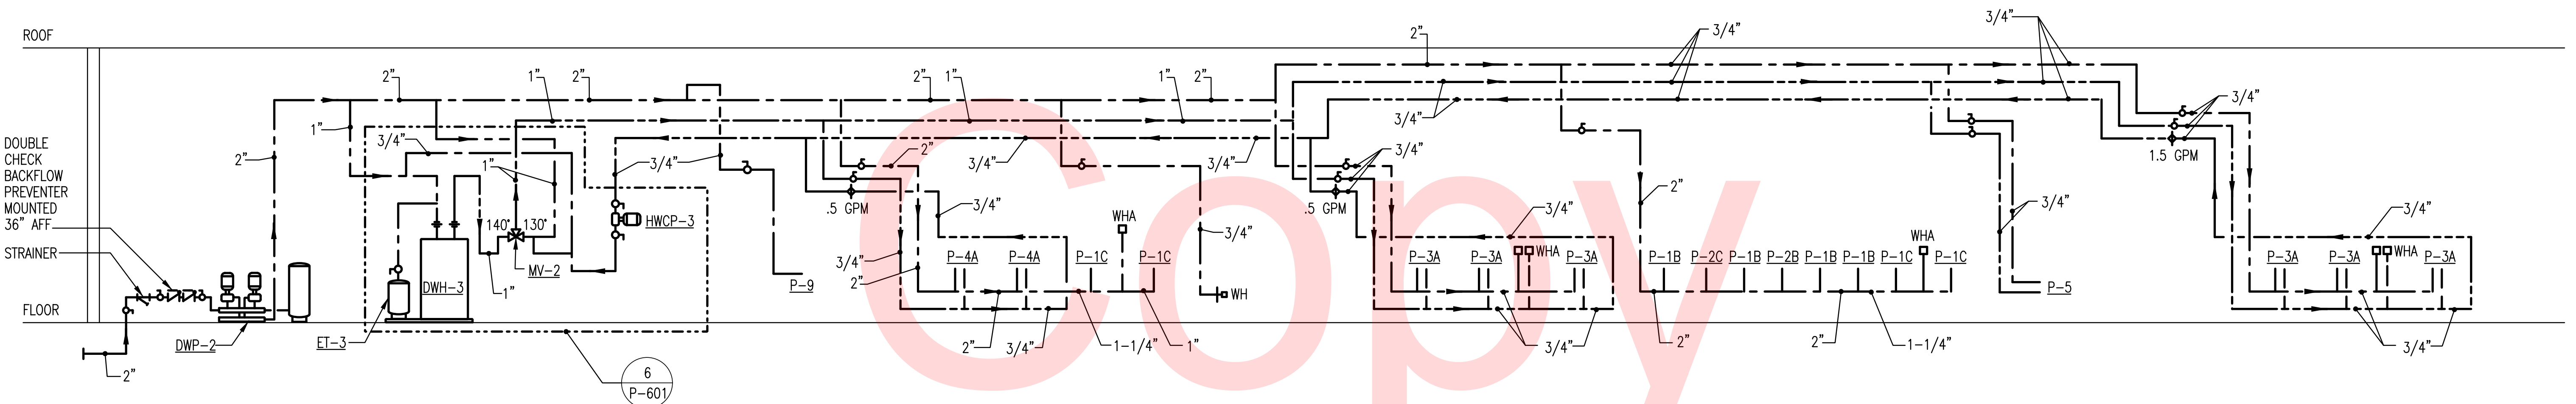 ROOF
2"
3/4"
3/4"
2"
1"
2"
2"
1"
1"
2"
DOUBLE
CHECK
BACKFLOW
PREVENTER
MOUNTED
36" AFF
STRAINER
1"
3/4"
2"
1"
3/4"
3/4"
2"
3/4"
3/4"
3/4"
3/4"
1.5 GPM
.5 GPM
.5 GPM
140°
130°
HWCP-3
3/4"
WHA
3/4"
2"
3/4"
3/4"
3/4"
WHA
MV-2
DWH-3
1"
P-9
3/4"
2"
P-4A
P-4A
P-1C
P-1C
WH
P-3A
P-3A
WHA
P-3A
P-1B
P-2C
P-1B
P-2B
P-1B
P-1B
P-1C
P-1C
P-5
P-3A
P-3A
WHA
P-3A
FLOOR
DWP-2
ET-3
2"
3/4"
1-1/4"
1"
3/4"
2"
2"
1-1/4"
3/4"
2"
6
P-601
Copy